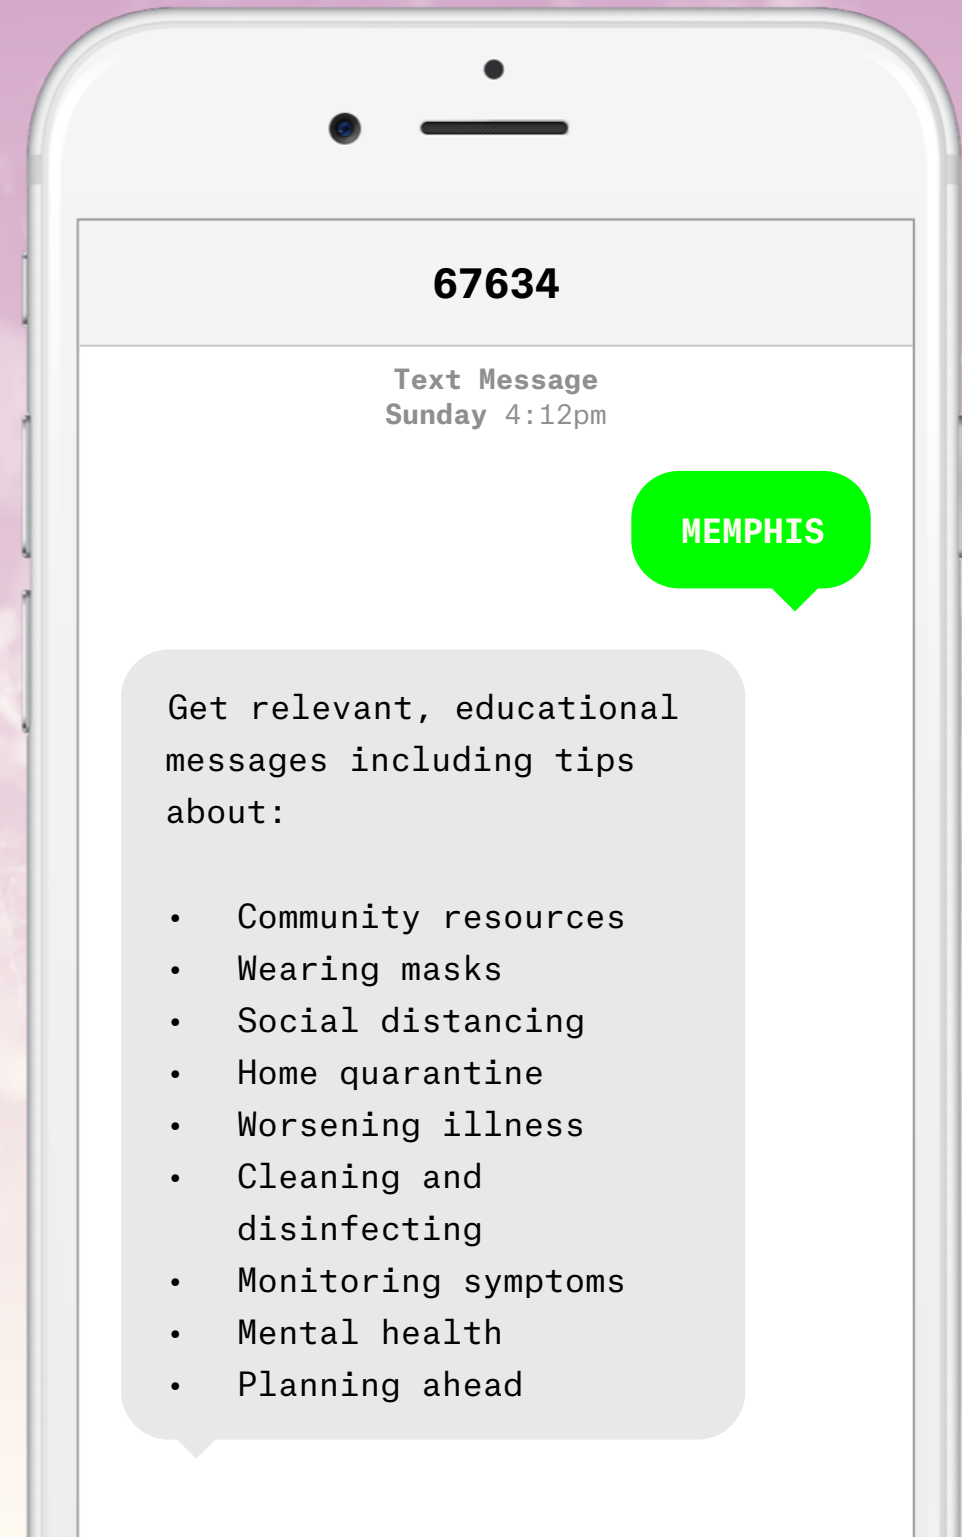 67634
Text Message
Sunday 4:12pm
MEMPHIS
Get relevant, educational
messages including tips
about:
• Community resources
• Wearing masks
• Social distancing
• Home quarantine
• Worsening illness
• Cleaning and
disinfecting
• Monitoring symptoms
• Mental health
• Planning ahead